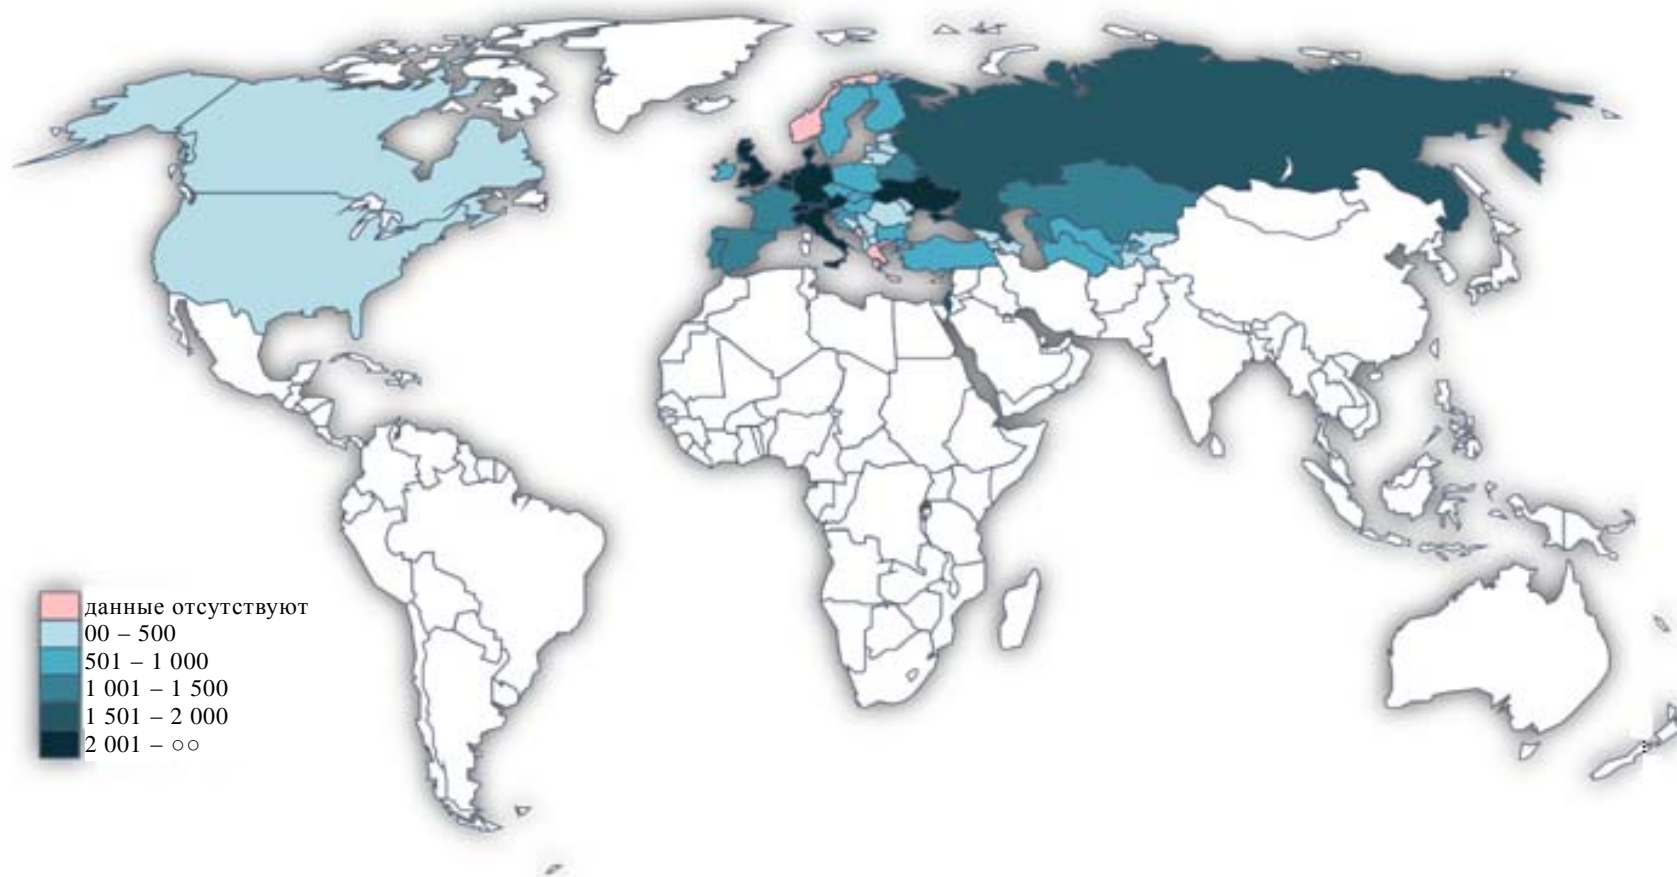 данные отсутствуют
00 – 500
501 – 1 000
1 001 – 1 500
1 501 – 2 000
2 001 – ○○